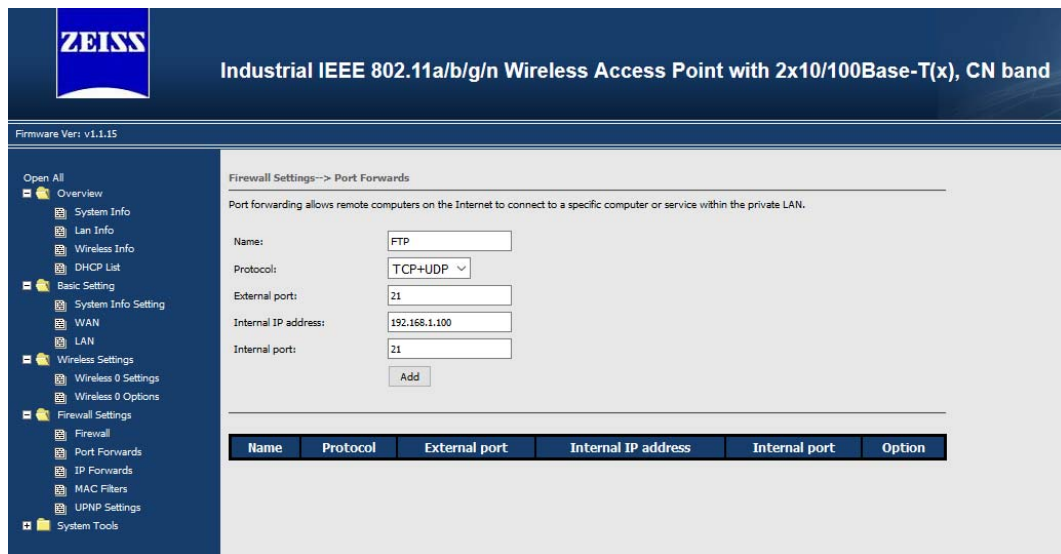 ZEISS
Industrial IEEE 802.11a/b/g/n Wireless Access Point with 2x10/100Base-T(x), CN band
Firmware Ver: v1.1.15
Open All
Overview
System Info
Lan Info
Wireless Info
DHCP List
Basic Setting
System Info Setting
WAN
LAN
Wireless Settings
Wireless 0 Settings
Wireless 0 Options
Firewall Settings
Firewall
Port Forwards
IP Forwards
MAC Filters
UPNP Settings
System Tools
Firewall Settings--> Port Forwards
Port forwarding allows remote computers on the Internet to connect to a specific computer or service within the private LAN.
Name: FTP
Protocol: TCP+UDP
External port: 21
Internal IP address: 192.168.1.100
Internal port: 21
Add
Name Protocol External port Internal IP address Internal port Option